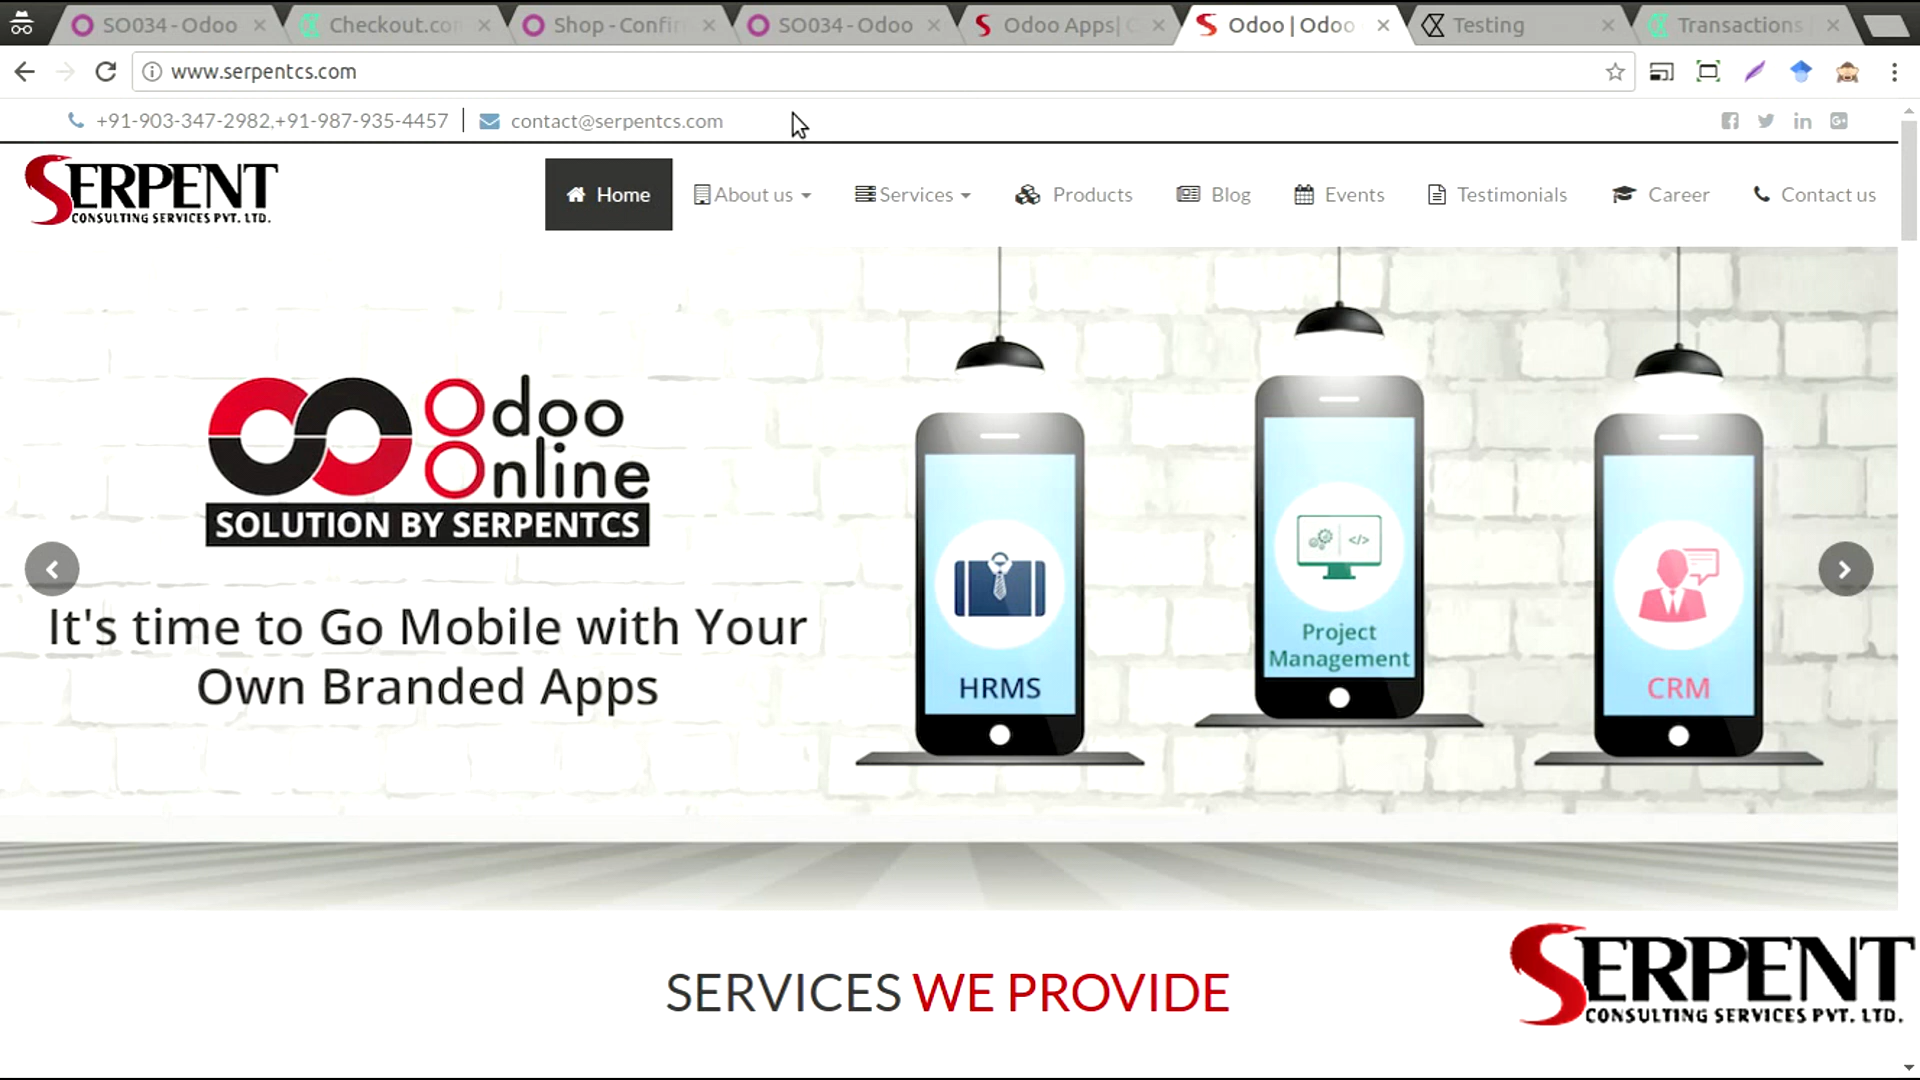 SO034 - Odoo
Checkout.com
Shop - Confir
SO034 - Odoo
Odoo Apps| C
Odoo | Odoo
Testing
Transactions
www.serpentcs.com
+91-903-347-2982,+91-987-935-4457
contact@serpentcs.com
SERPENT
CONSULTING SERVICES PVT. LTD.
Home
About us
Services
Products
Blog
Events
Testimonials
Career
Contact us
Odoo
Online
SOLUTION BY SERPENTCS
It's time to Go Mobile with Your
Own Branded Apps
HRMS
</>
Project
Management
CRM
SERVICES WE PROVIDE
SERPENT
CONSULTING SERVICES PVT. LTD.